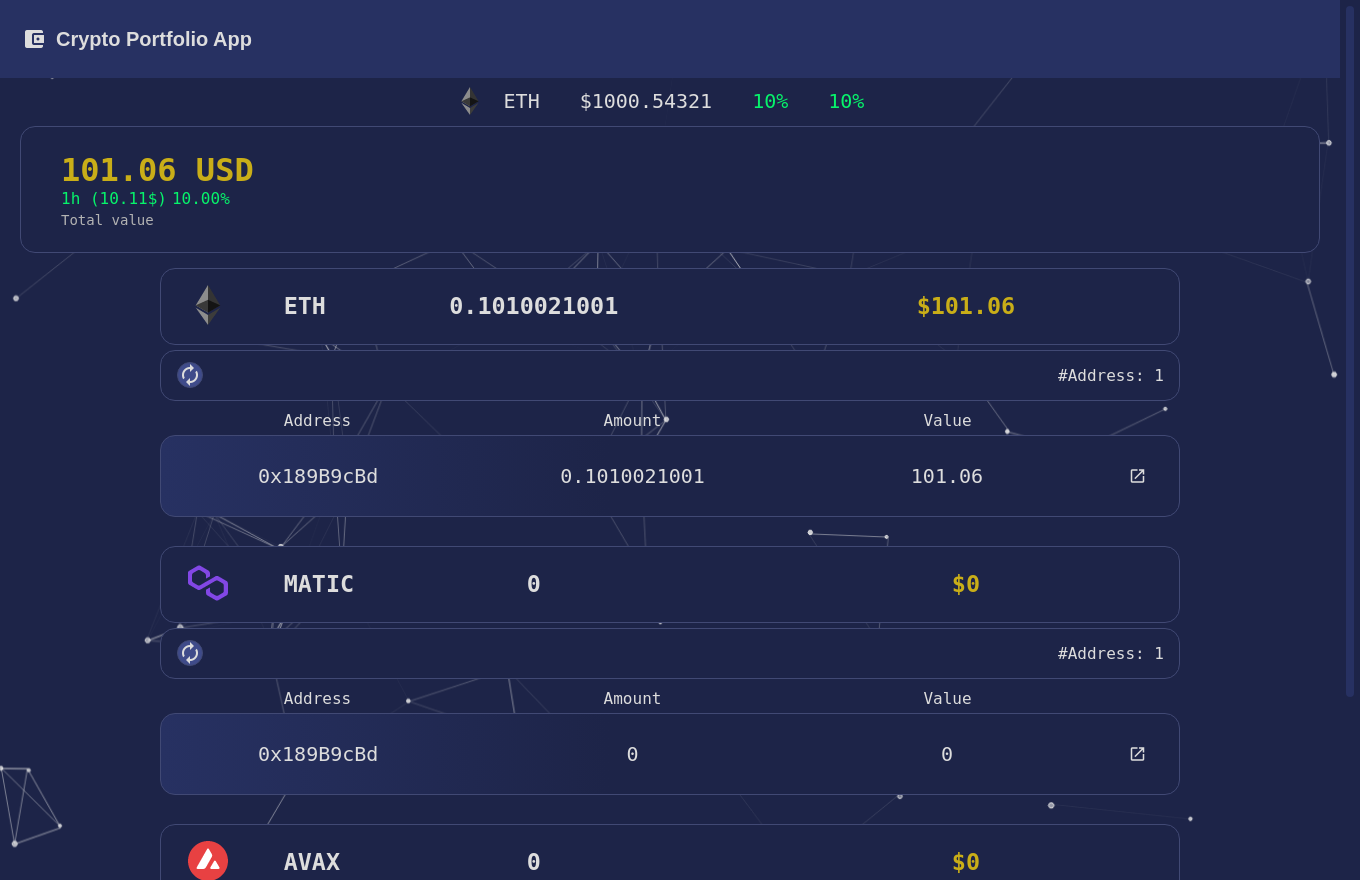 Crypto Portfolio App
ETH $1000.54321 10% 10%
101.06 USD
1h (10.11$) 10.00%
Total value
ETH 0.1010021001 $101.06
#Address: 1
Address Amount Value
0x189B9cBd 0.1010021001 101.06
MATIC 0 $0
#Address: 1
Address Amount Value
0x189B9cBd 0 0
AVAX 0 $0